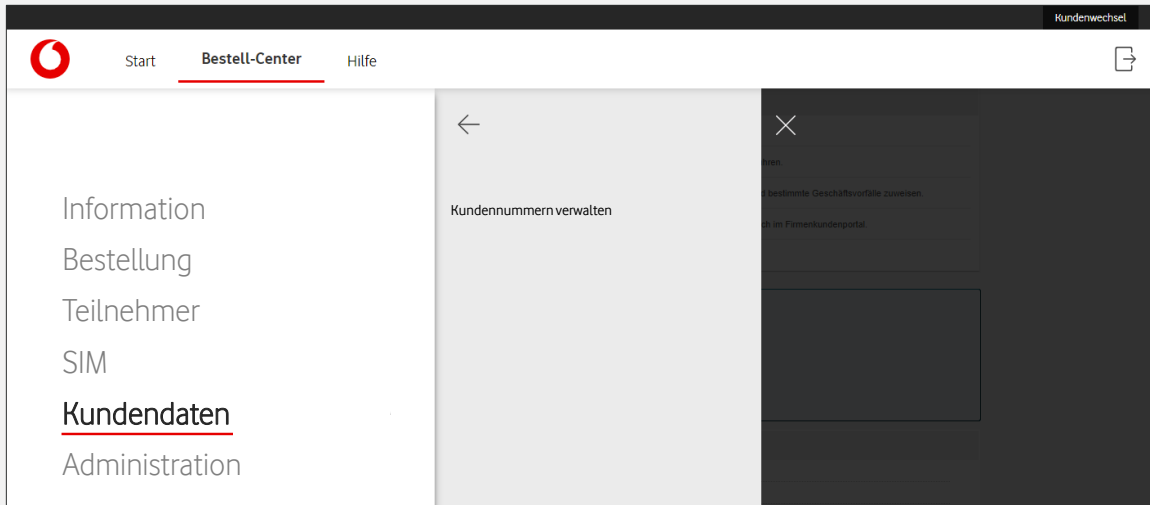 Kundenwechsel
Start Bestell-Center Hilfe
hren.
d bestimmte Geschäftsvorfälle zuweisen.
Information
Kundennummern verwalten
ch im Firmenkundenportal.
Bestellung
Teilnehmer
SIM
Kundendaten
Administration